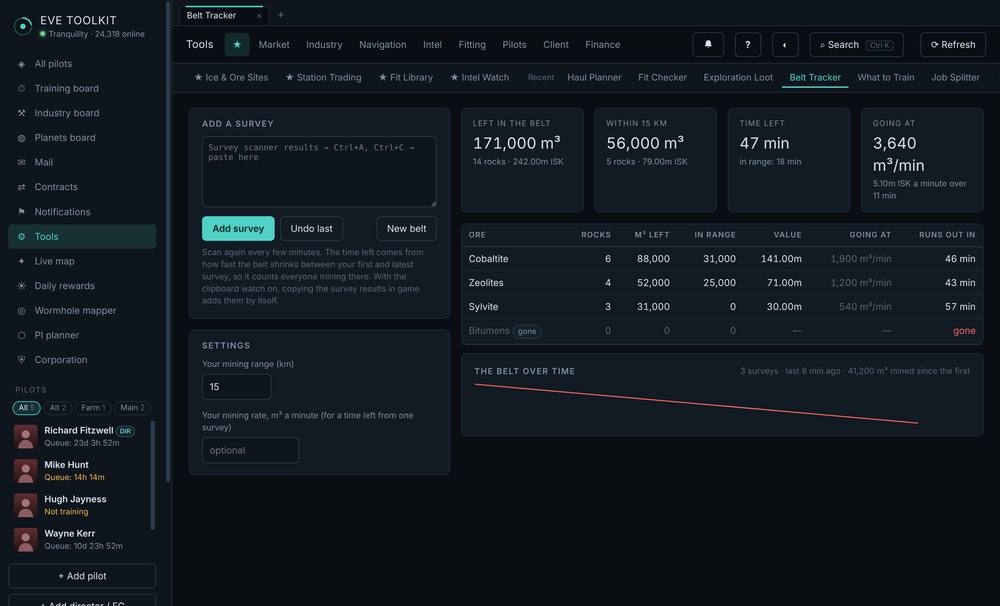 EVE TOOLKIT
Tranquility · 24,318 online
All pilots
Training board
Industry board
Planets board
Mail
Contracts
Notifications
Tools
Live map
Daily rewards
Wormhole mapper
PI planner
Corporation
PILOTS
All 5 Alt 2 Farm 1 Main 2
Richard Fitzwell DIR
Queue: 23d 3h 52m
Mike Hunt
Queue: 14h 14m
Hugh Jayness
Not training
Wayne Kerr
Queue: 10d 23h 52m
+ Add pilot
+ Add director / FC
Belt Tracker × +
Tools ★ Market Industry Navigation Intel Fitting Pilots Client Finance ? Search Ctrl K ⟳ Refresh
★ Ice & Ore Sites ★ Station Trading ★ Fit Library ★ Intel Watch Recent Haul Planner Fit Checker Exploration Loot Belt Tracker What to Train Job Splitter
ADD A SURVEY
Survey scanner results → Ctrl+A, Ctrl+C →
paste here
Add survey Undo last New belt
Scan again every few minutes. The time left comes from
how fast the belt shrinks between your first and latest
survey, so it counts everyone mining there. With the
clipboard watch on, copying the survey results in game
adds them by itself.
SETTINGS
Your mining range (km)
15
Your mining rate, m³ a minute (for a time left from one
survey)
optional
LEFT IN THE BELT
171,000 m³
14 rocks · 242.00m ISK
WITHIN 15 KM
56,000 m³
5 rocks · 79.00m ISK
TIME LEFT
47 min
in range: 18 min
GOING AT
3,640
m³/min
5.10m ISK a minute over
11 min
ORE ROCKS M³ LEFT IN RANGE VALUE GOING AT RUNS OUT IN
Cobaltite 6 88,000 31,000 141.00m 1,900 m³/min 46 min
Zeolites 4 52,000 25,000 71.00m 1,200 m³/min 43 min
Sylvite 3 31,000 0 30.00m 540 m³/min 57 min
Bitumens gone 0 0 0 — — gone
THE BELT OVER TIME 3 surveys · last 8 min ago · 41,200 m³ mined since the first